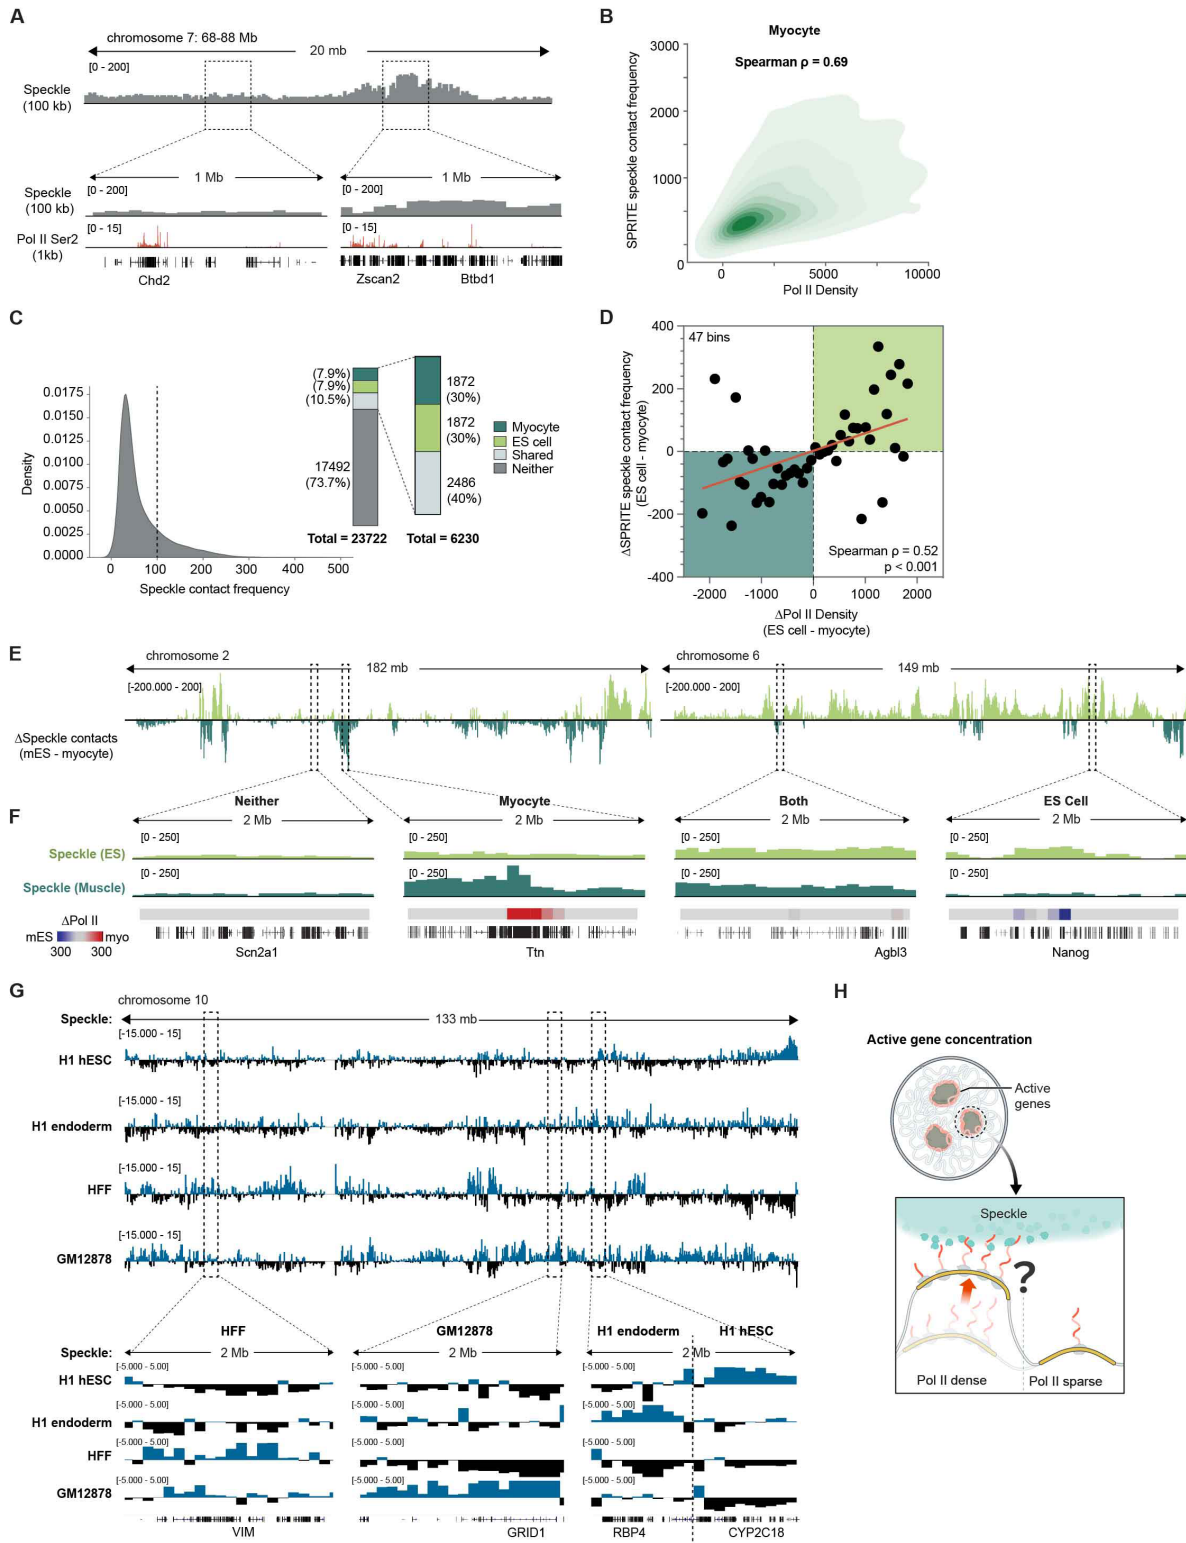 A
chromosome 7: 68-88 Mb
20 mb
[0 - 200]
Speckle
(100 kb)
1 Mb
1 Mb
Speckle
(100 kb)
[0 - 200]
[0 - 200]
Pol II Ser2
(1kb)
[0 - 15]
[0 - 15]
Chd2
Zscan2
Btbd1
B
Myocyte
Spearman ρ = 0.69
SPRITE speckle contact frequency
3000
2000
1000
0
0
5000
10000
Pol II Density
C
Density
0.0175
0.0150
0.0125
0.0100
0.0075
0.0050
0.0025
0.0000
0
100
200
300
400
500
Speckle contact frequency
(7.9%)
(7.9%)
(10.5%)
17492
(73.7%)
Total = 23722
1872
(30%)
1872
(30%)
2486
(40%)
Total = 6230
Myocyte
ES cell
Shared
Neither
D
47 bins
ΔSPRITE speckle contact frequency
(ES cell - myocyte)
400
200
0
-200
-400
Spearman ρ = 0.52
p < 0.001
-2000
-1000
0
1000
2000
ΔPol II Density
(ES cell - myocyte)
E
chromosome 2
182 mb
chromosome 6
149 mb
[-200.000 - 200]
[-200.000 - 200]
ΔSpeckle contacts
(mES - myocyte)
F
Neither
Myocyte
Both
ES Cell
2 Mb
2 Mb
2 Mb
2 Mb
Speckle (ES)
[0 - 250]
[0 - 250]
[0 - 250]
[0 - 250]
Speckle (Muscle)
[0 - 250]
[0 - 250]
[0 - 250]
[0 - 250]
ΔPol II
mES
myo
300
300
Scn2a1
Ttn
Agbl3
Nanog
G
chromosome 10
Speckle:
133 mb
[-15.000 - 15]
H1 hESC
[-15.000 - 15]
H1 endoderm
[-15.000 - 15]
HFF
[-15.000 - 15]
GM12878
HFF
GM12878
H1 endoderm
H1 hESC
Speckle:
2 Mb
2 Mb
2 Mb
H1 hESC
[-5.000 - 5.00]
[-5.000 - 5.00]
[-5.000 - 5.00]
H1 endoderm
[-5.000 - 5.00]
[-5.000 - 5.00]
[-5.000 - 5.00]
HFF
[-5.000 - 5.00]
[-5.000 - 5.00]
[-5.000 - 5.00]
GM12878
[-5.000 - 5.00]
[-5.000 - 5.00]
[-5.000 - 5.00]
VIM
GRID1
RBP4
CYP2C18
H
Active gene concentration
Active
genes
Speckle
?
Pol II dense
Pol II sparse